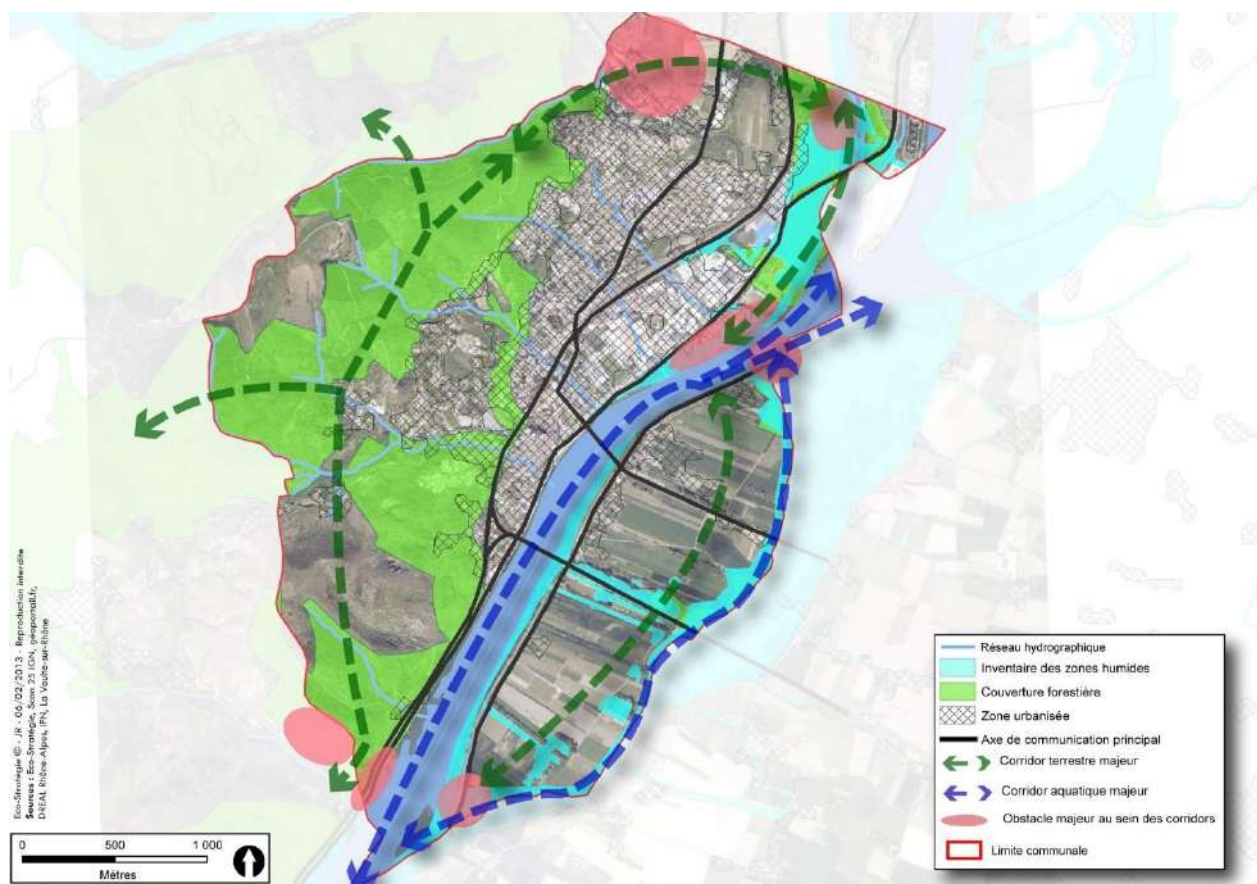 Eco-Stratégie © - JR - 06/02/2013 - Reproduction interdite
Sources : Eco-Stratégie, Scan 25 IGN, géoportail.fr,
DREAL Rhône-Alpes, IFN, La Voulte-sur-Rhône
0 500 1 000
Mètres
Réseau hydrographique
Inventaire des zones humides
Couverture forestière
Zone urbanisée
Axe de communication principal
Corridor terrestre majeur
Corridor aquatique majeur
Obstacle majeur au sein des corridors
Limite communale